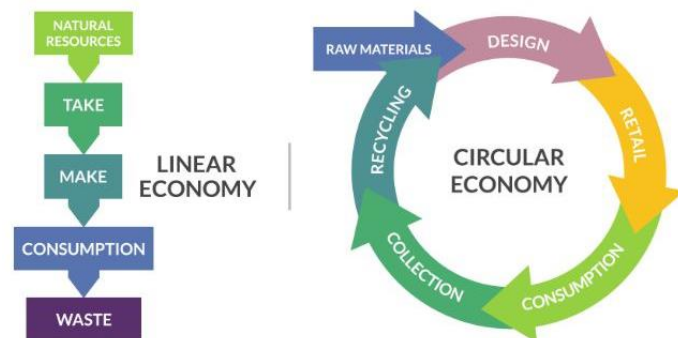 NATURAL
RESOURCES
TAKE
MAKE
CONSUMPTION
WASTE
LINEAR
ECONOMY
RAW MATERIALS
DESIGN
RETAIL
CONSUMPTION
COLLECTION
RECYCLING
CIRCULAR
ECONOMY